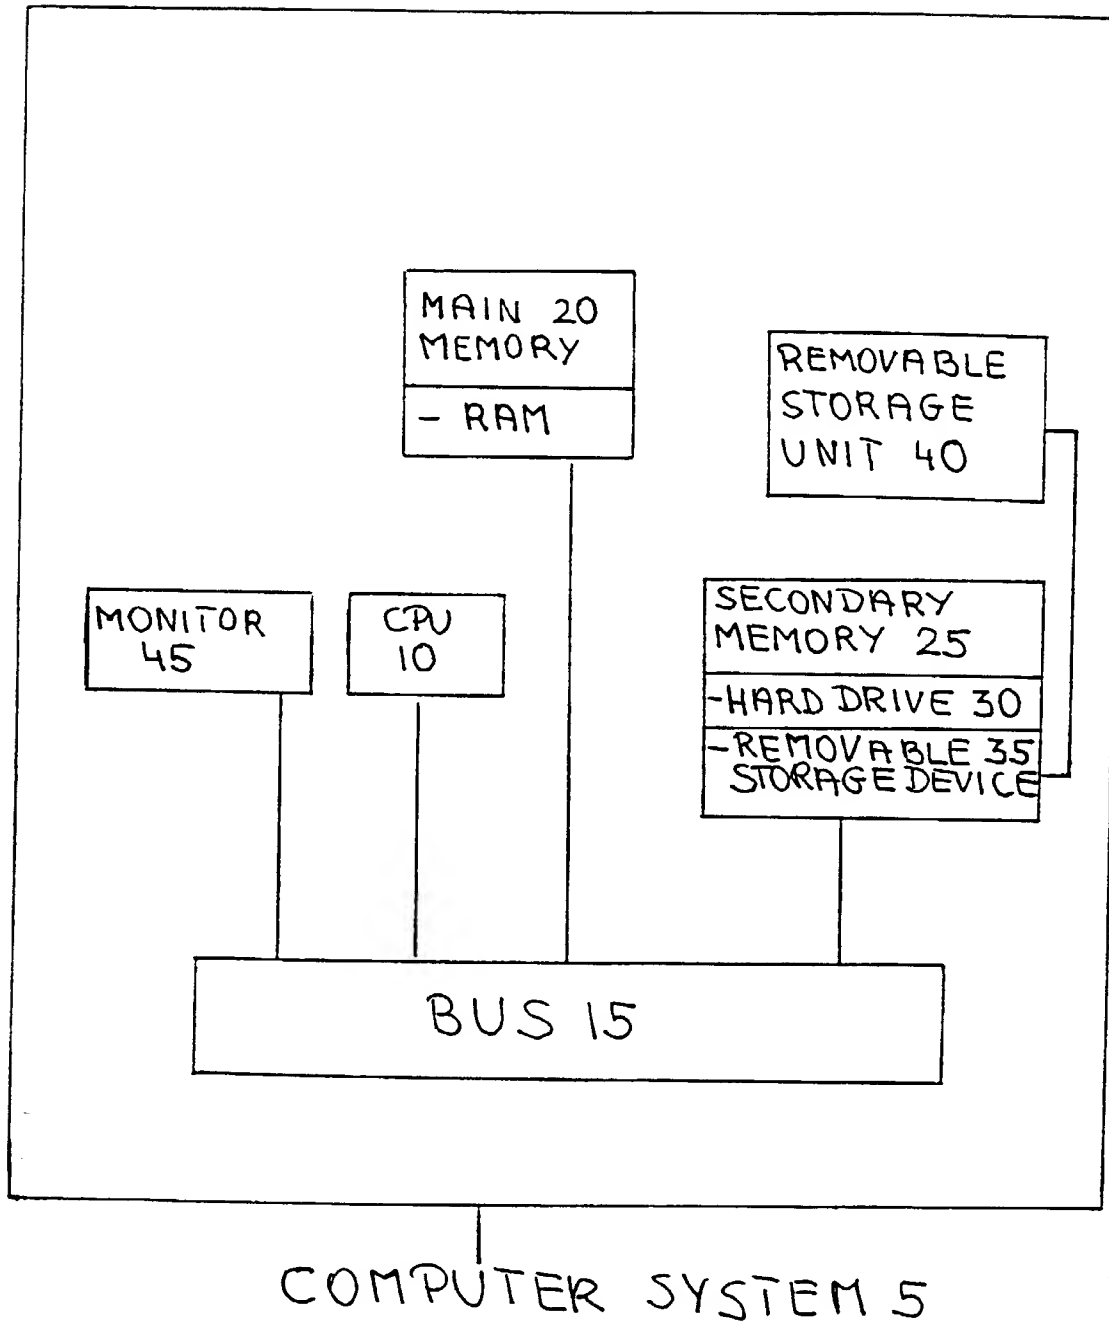 MAIN 20
MEMORY
- RAM
REMOVABLE
STORAGE
UNIT 40
MONITOR
45
CPU
10
SECONDARY
MEMORY 25
-HARD DRIVE 30
-REMOVABLE 35
STORAGE DEVICE
BUS 15
COMPUTER SYSTEM 5